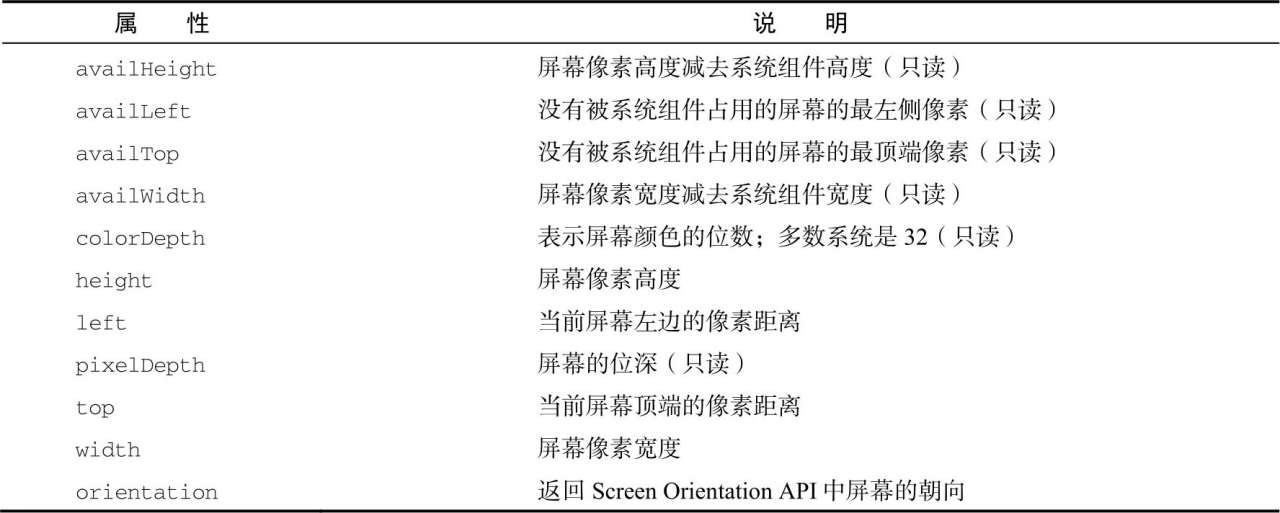 属 性 说 明
availHeight 屏幕像素高度减去系统组件高度（只读）
availLeft 没有被系统组件占用的屏幕的最左侧像素（只读）
availTop 没有被系统组件占用的屏幕的最顶端像素（只读）
availWidth 屏幕像素宽度减去系统组件宽度（只读）
colorDepth 表示屏幕颜色的位数；多数系统是 32（只读）
height 屏幕像素高度
left 当前屏幕左边的像素距离
pixelDepth 屏幕的位深（只读）
top 当前屏幕顶端的像素距离
width 屏幕像素宽度
orientation 返回 Screen Orientation API 中屏幕的朝向